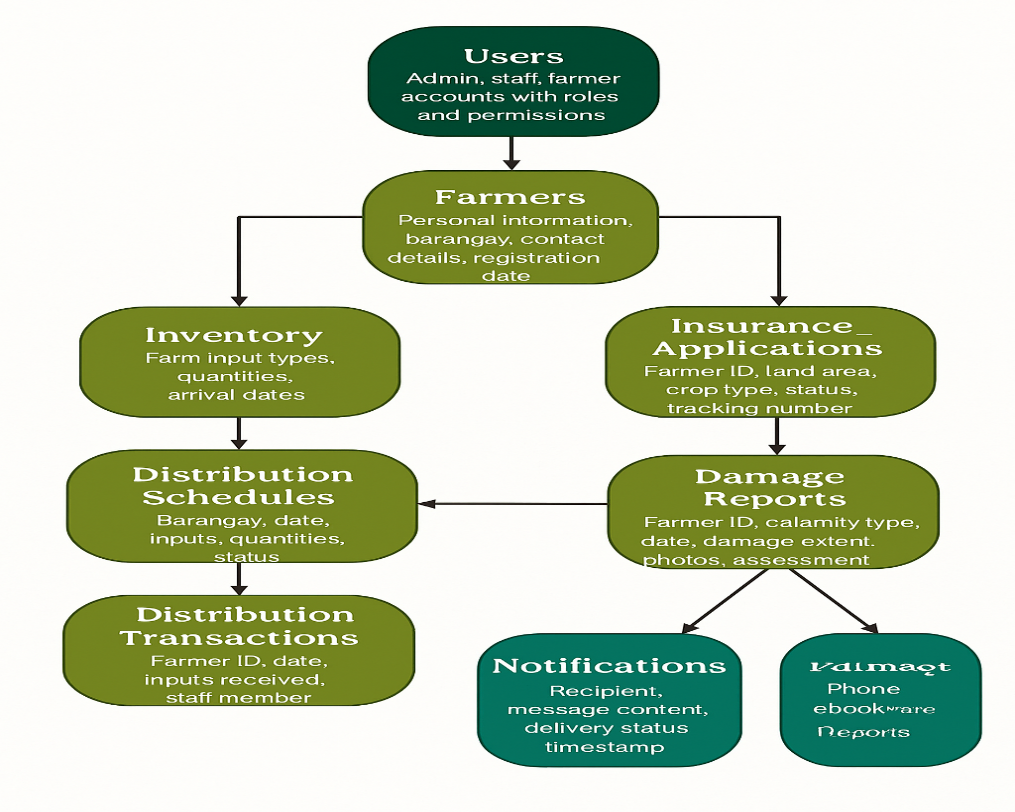 Users
Admin, staff, farmer
accounts with roles
and permissions
Farmers
Personal intormation,
barangay, contact
details, registration
date
Inventory
Farm input types,
quantities,
arrival dates
Insurance_
Applications
Farmer ID, land area,
crop type, status,
tracking number
Distribution
Schedules
Barangay, date,
inputs, quantities,
status
Damage
Reports
Farmer ID, calamity type,
date, damage extent.
photos, assessment
Distribution
Transactions
Farmer ID, date,
inputs received,
staff member
Notifications
Recipient,
message content,
delivery status
timestamp
Phone
Reports